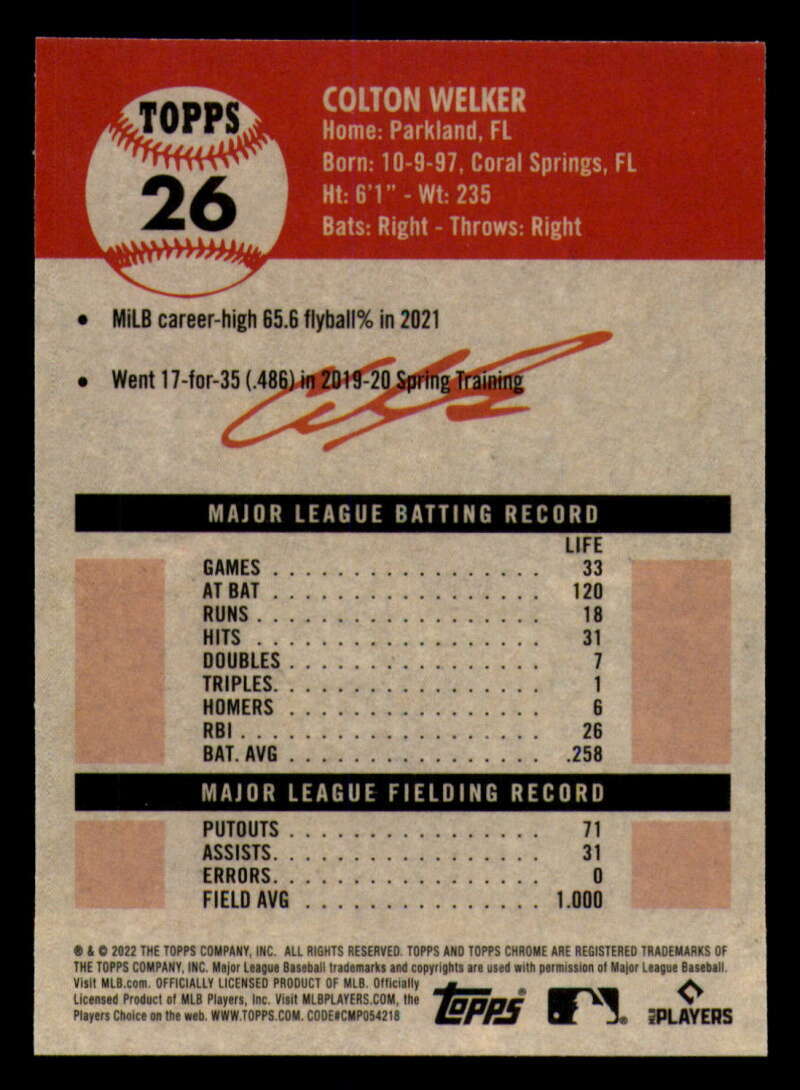 TOPPS
26
COLTON WELKER
Home: Parkland, FL
Born: 10-9-97, Coral Springs, FL
Ht: 6'1" - Wt: 235
Bats: Right - Throws: Right
• MiLB career-high 65.6 flyball% in 2021
• Went 17-for-35 (.486) in 2019-20 Spring Training
MAJOR LEAGUE BATTING RECORD
LIFE
GAMES . . . . . . . . . . . . . . . . . 33
AT BAT . . . . . . . . . . . . . . . . . 120
RUNS . . . . . . . . . . . . . . . . . . 18
HITS . . . . . . . . . . . . . . . . . . 31
DOUBLES . . . . . . . . . . . . . . . . 7
TRIPLES. . . . . . . . . . . . . . . . . 1
HOMERS . . . . . . . . . . . . . . . . 6
RBI . . . . . . . . . . . . . . . . . . . 26
BAT. AVG . . . . . . . . . . . . . . . . .258
MAJOR LEAGUE FIELDING RECORD
PUTOUTS . . . . . . . . . . . . . . . . 71
ASSISTS. . . . . . . . . . . . . . . . . 31
ERRORS. . . . . . . . . . . . . . . . . 0
FIELD AVG . . . . . . . . . . . . . . . 1.000
® & © 2022 THE TOPPS COMPANY, INC. ALL RIGHTS RESERVED. TOPPS AND TOPPS CHROME ARE REGISTERED TRADEMARKS OF
THE TOPPS COMPANY, INC. Major League Baseball trademarks and copyrights are used with permission of Major League Baseball.
Visit MLB.com. OFFICIALLY LICENSED PRODUCT OF MLB. Officially
Licensed Product of MLB Players, Inc. Visit MLBPLAYERS.COM, the
Players Choice on the web. WWW.TOPPS.COM. CODE#CMP054218
Topps®
MLB PLAYERS